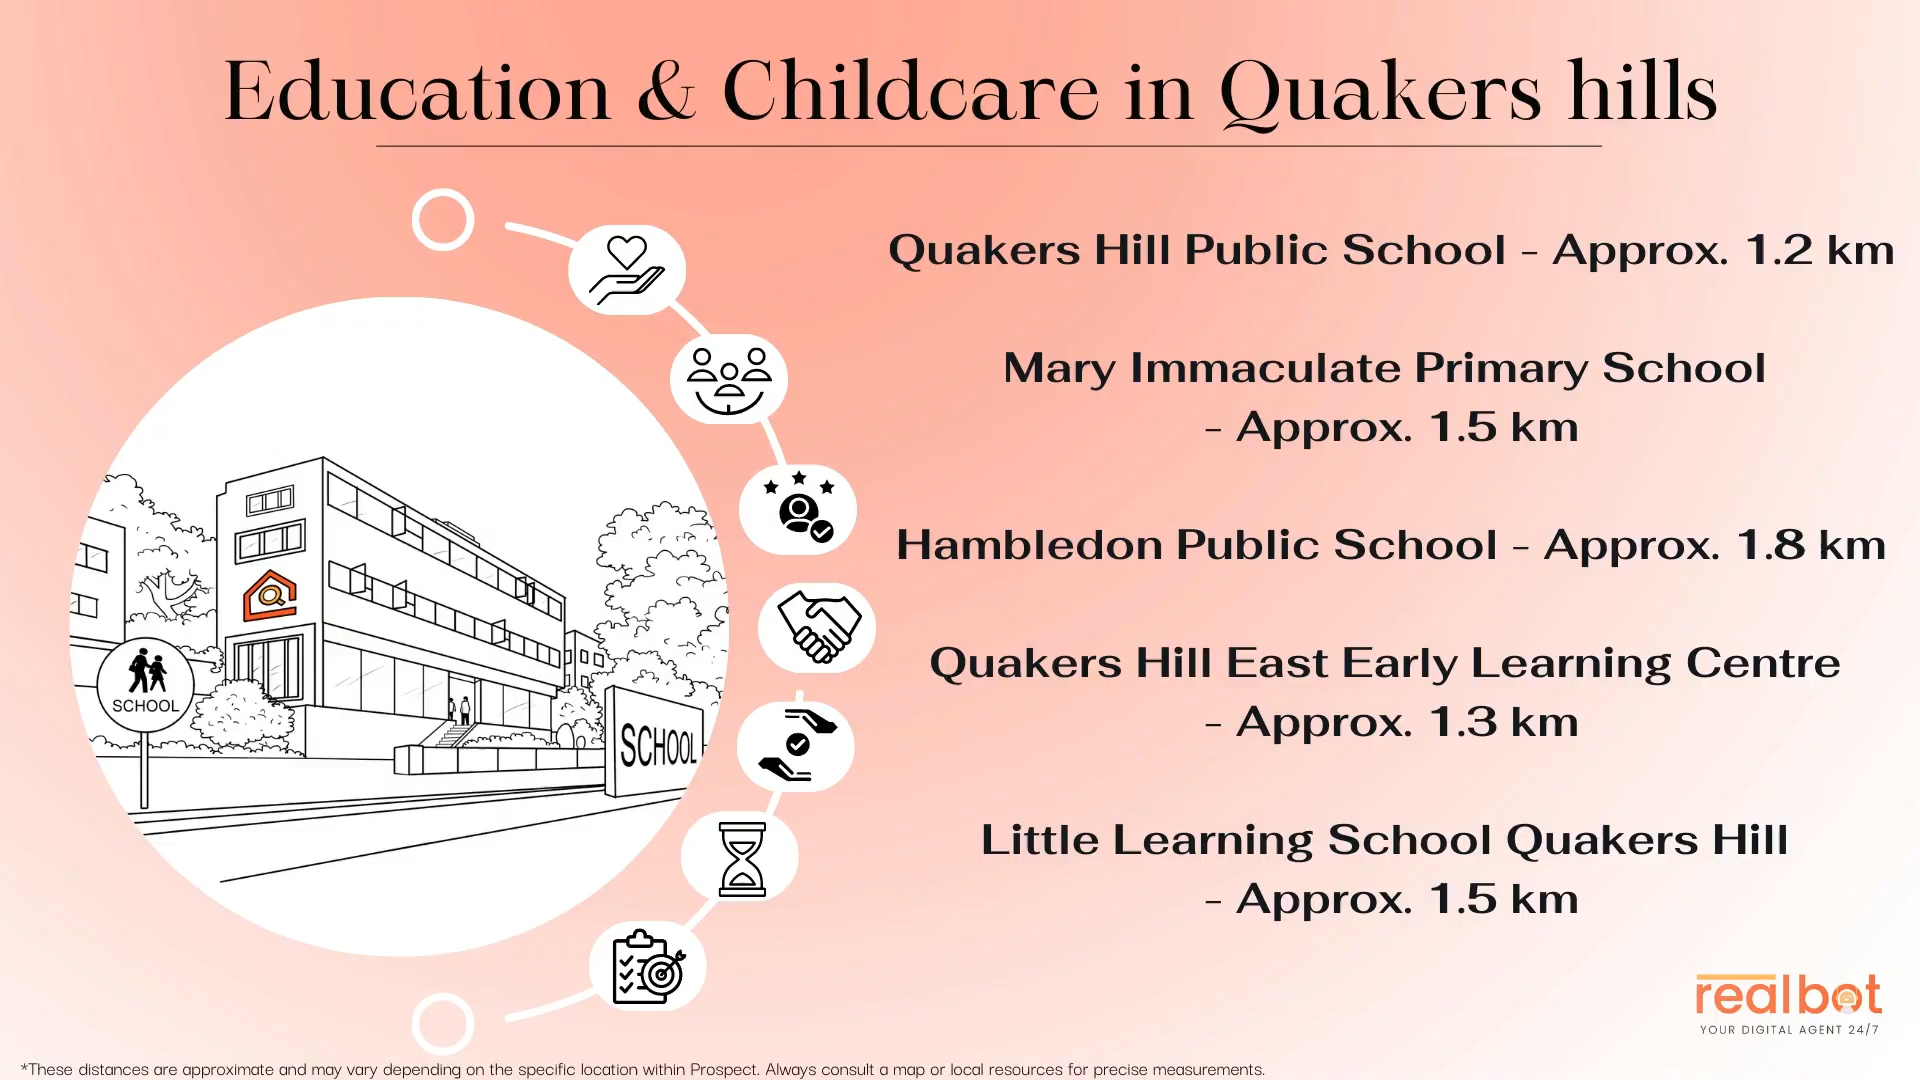 Education & Childcare in Quakers hills
Quakers Hill Public School - Approx. 1.2 km
Mary Immaculate Primary School
- Approx. 1.5 km
Hambledon Public School - Approx. 1.8 km
Quakers Hill East Early Learning Centre
- Approx. 1.3 km
Little Learning School Quakers Hill
- Approx. 1.5 km
SCHOOL
SCHOOL
realbot
YOUR DIGITAL AGENT 24/7
*These distances are approximate and may vary depending on the specific location within Prospect. Always consult a map or local resources for precise measurements.